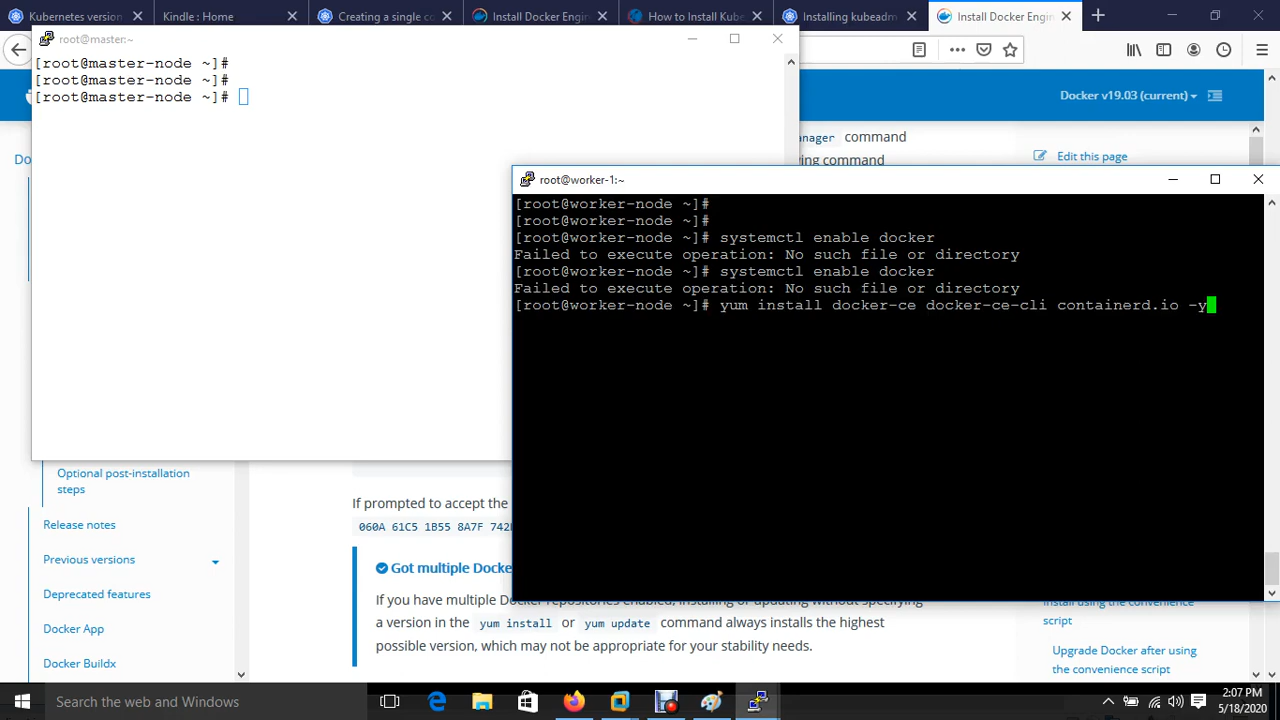 Kubernetes version
Kindle : Home
Creating a single co
Install Docker Engin
How to Install Kube
Installing kubeadm
Install Docker Engin
root@master:~
[root@master-node ~]#
[root@master-node ~]#
[root@master-node ~]#
Docker v19.03 (current)
Do
anager command
Edit this page
root@worker-1:~
[root@worker-node ~]#
[root@worker-node ~]#
[root@worker-node ~]# systemctl enable docker
Failed to execute operation: No such file or directory
[root@worker-node ~]# systemctl enable docker
Failed to execute operation: No such file or directory
[root@worker-node ~]# yum install docker-ce docker-ce-cli containerd.io -y
Optional post-installation
steps
Release notes
Previous versions
Deprecated features
Docker App
Docker Buildx
If prompted to accept the
060A 61C5 1B55 8A7F 742
Got multiple Docke
If you have multiple Docker repositories enabled, installing or updating without specifying
a version in the yum install or yum update command always installs the highest
possible version, which may not be appropriate for your stability needs.
Install using the convenience
script
Upgrade Docker after using
the convenience script
Search the web and Windows
2:07 PM
5/18/2020